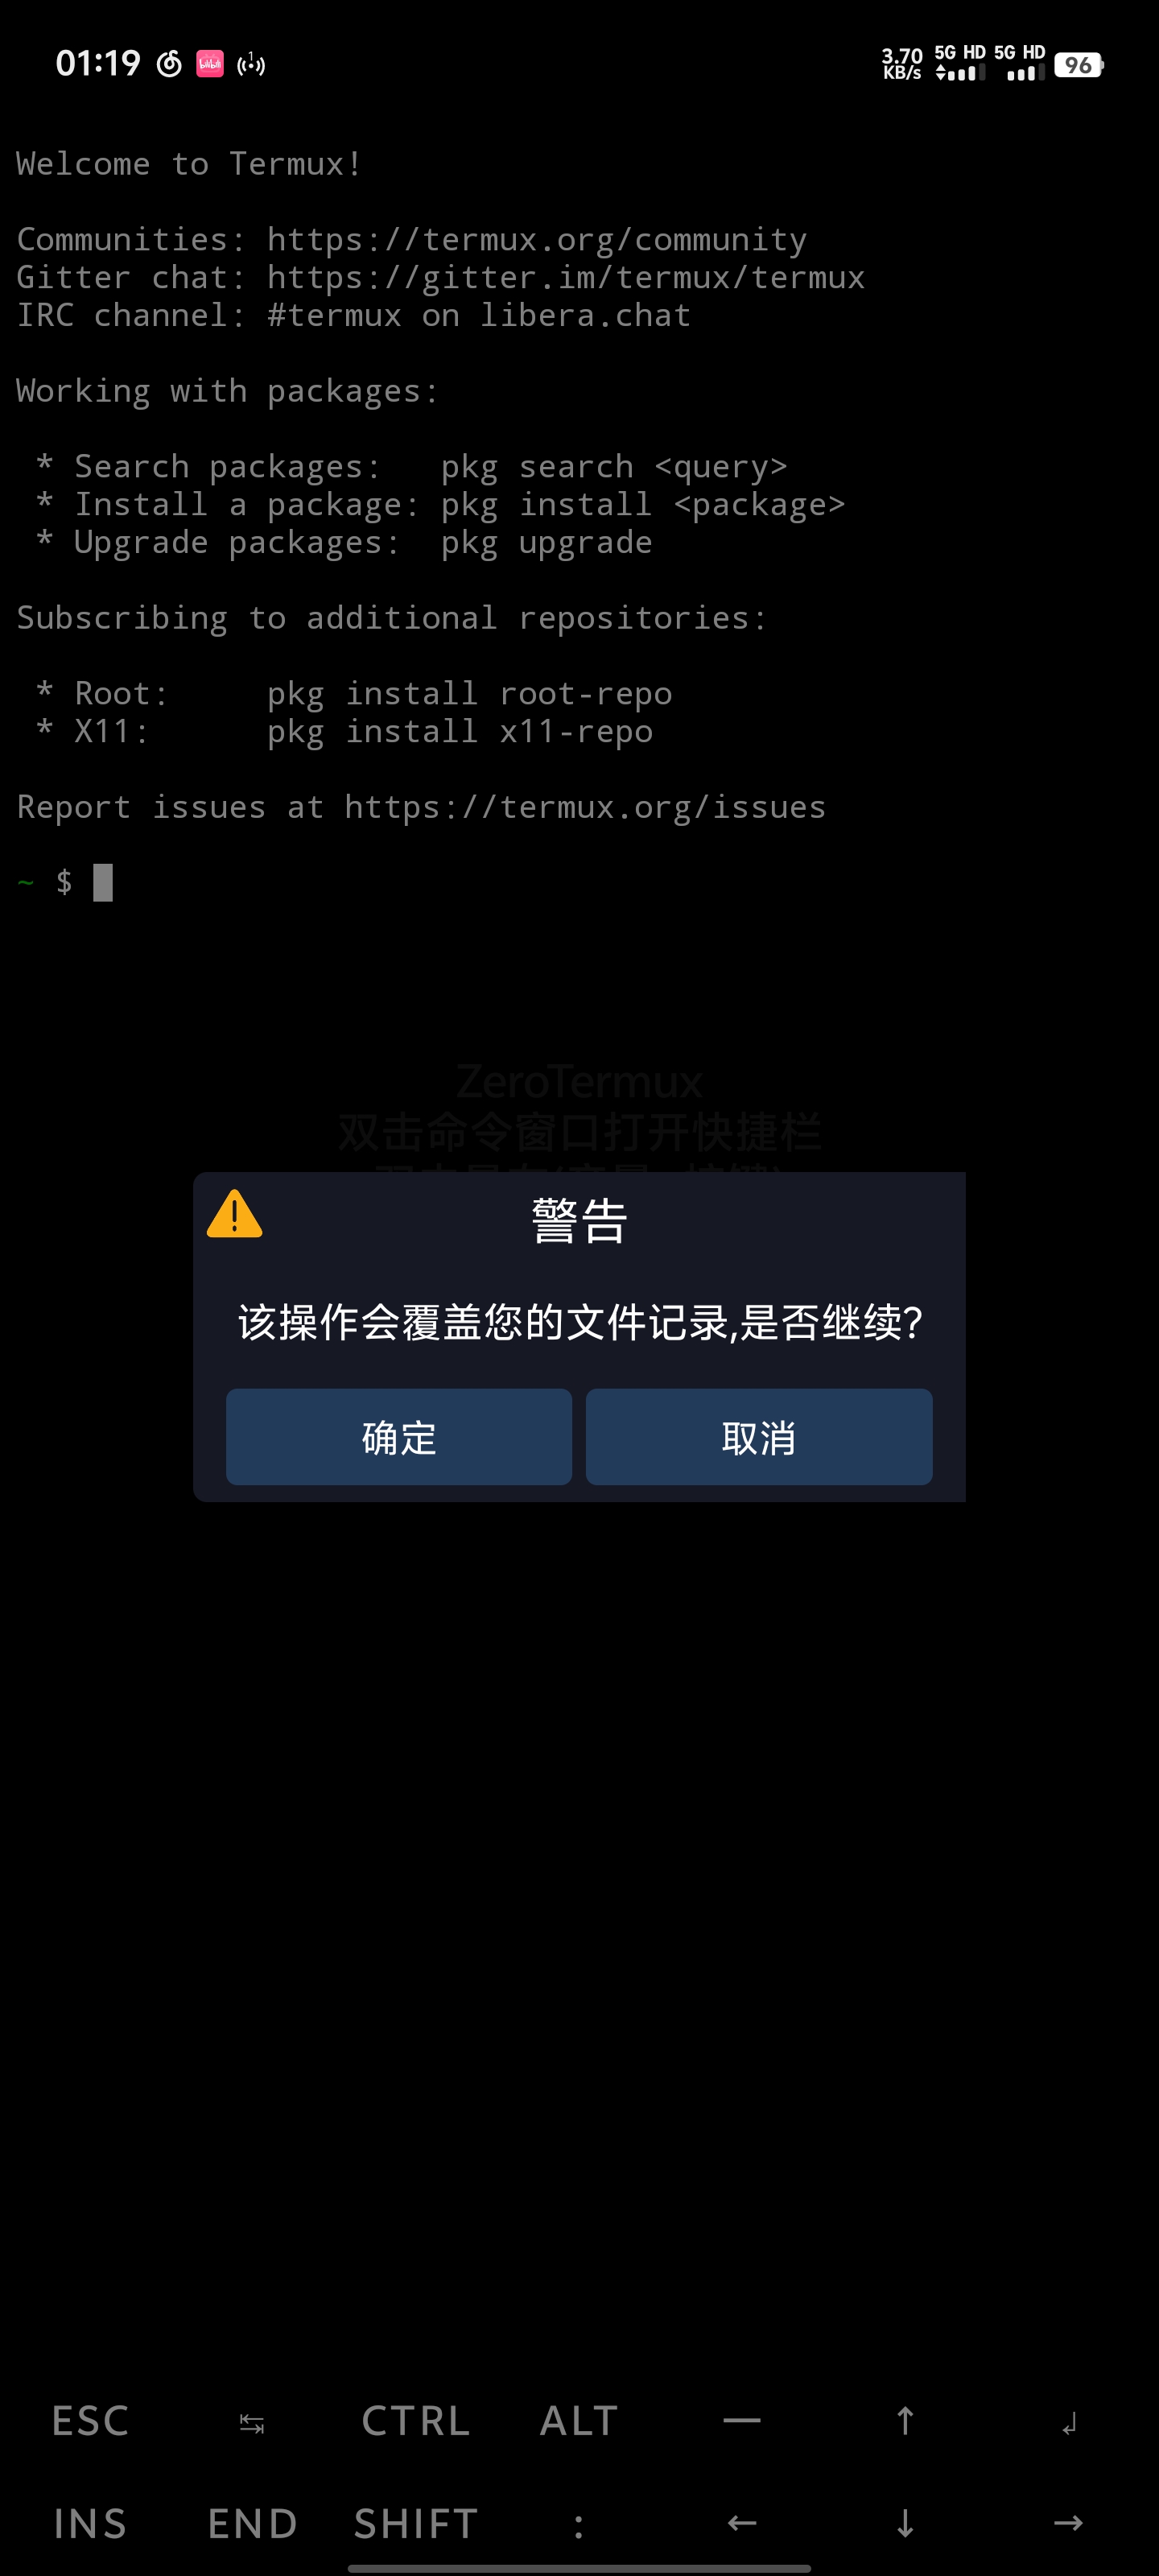 01:19
3.70 KB/s 5G HD 5G HD 96
Welcome to Termux!
Communities: https://termux.org/community
Gitter chat: https://gitter.im/termux/termux
IRC channel: #termux on libera.chat
Working with packages:
* Search packages:   pkg search <query>
* Install a package: pkg install <package>
* Upgrade packages:  pkg upgrade
Subscribing to additional repositories:
* Root:     pkg install root-repo
* X11:      pkg install x11-repo
Report issues at https://termux.org/issues
~ $
ZeroTermux
双击命令窗口打开快捷栏
警告
该操作会覆盖您的文件记录,是否继续?
确定 取消
ESC ↹ CTRL ALT — ↑ ↲
INS END SHIFT : ← ↓ →